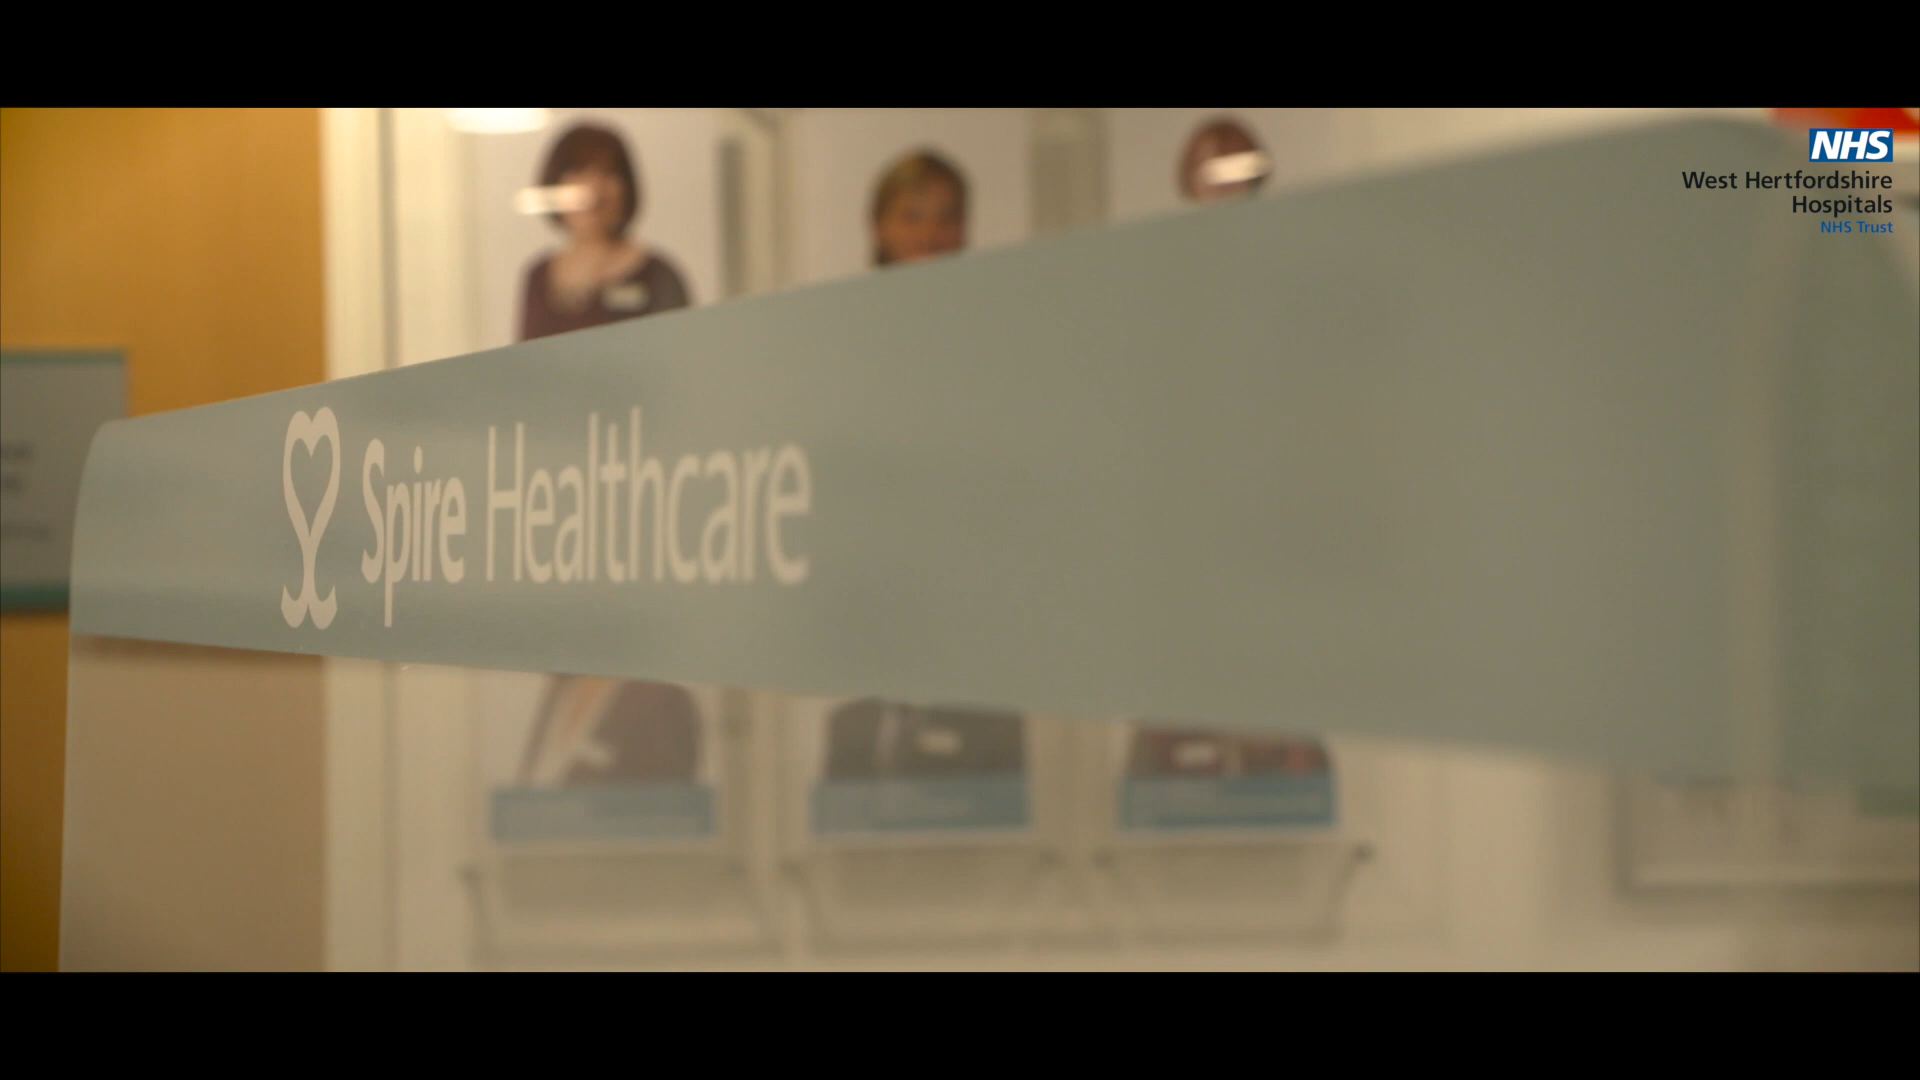 NHS
West Hertfordshire
Hospitals
NHS Trust
Spire Healthcare